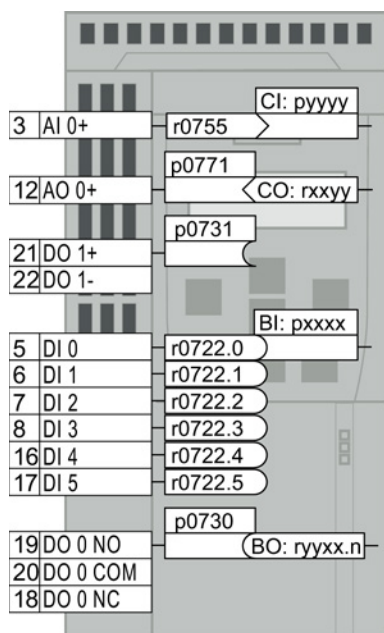 CI: pyyyy
3 AI 0+ r0755
p0771
12 AO 0+ CO: rxxyy
p0731
21 DO 1+
22 DO 1-
BI: pxxxx
5 DI 0 r0722.0
6 DI 1 r0722.1
7 DI 2 r0722.2
8 DI 3 r0722.3
16 DI 4 r0722.4
17 DI 5 r0722.5
p0730
19 DO 0 NO BO: ryyxx.n
20 DO 0 COM
18 DO 0 NC